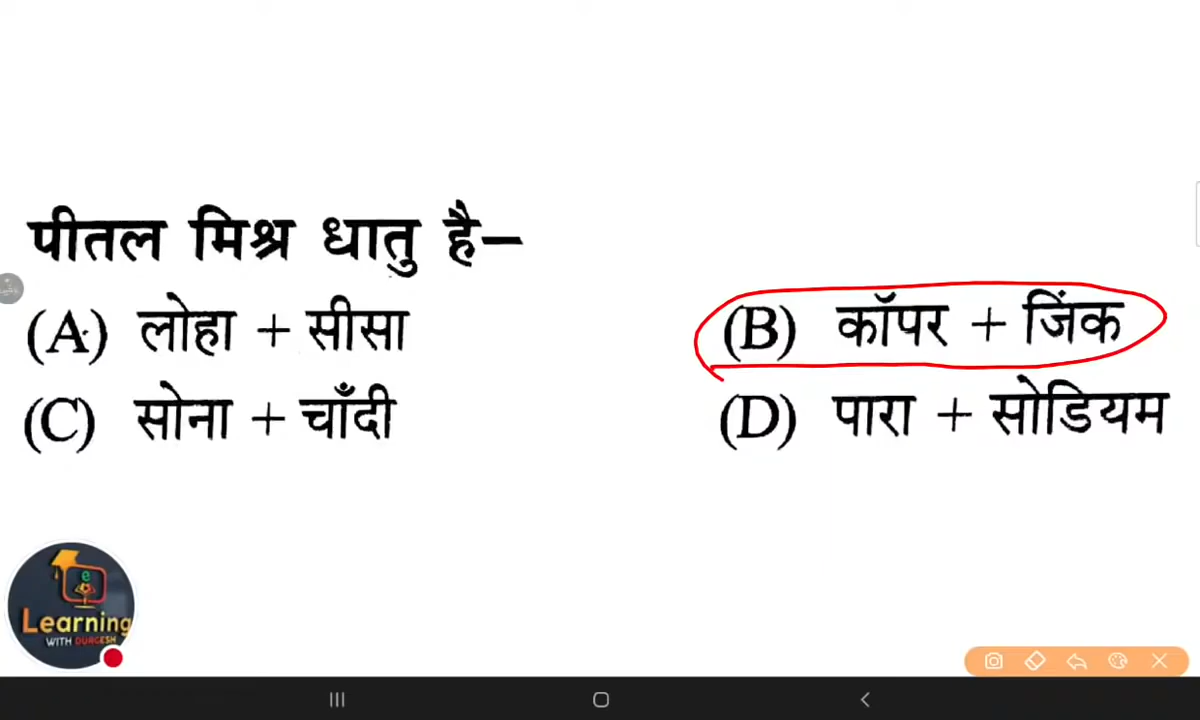 पीतल मिश्र धातु है–
(A) लोहा + सीसा (B) कॉपर + जिंक
(C) सोना + चाँदी (D) पारा + सोडियम
e
Learning
WITH DURGESH